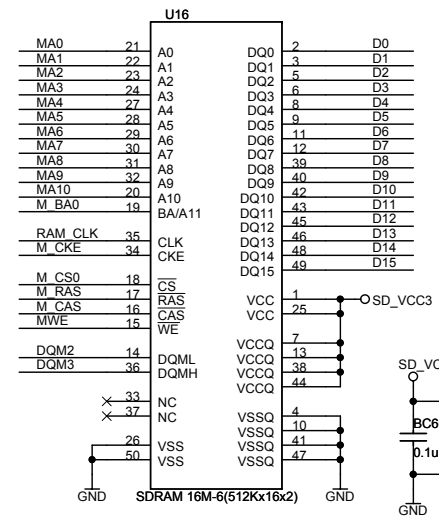 U16
MA0 21 A0 DQ0 2 D0
MA1 22 A1 DQ1 3 D1
MA2 23 A2 DQ2 5 D2
MA3 24 A3 DQ3 6 D3
MA4 27 A4 DQ4 8 D4
MA5 28 A5 DQ5 9 D5
MA6 29 A6 DQ6 11 D6
MA7 30 A7 DQ7 12 D7
MA8 31 A8 DQ8 39 D8
MA9 32 A9 DQ9 40 D9
MA10 20 A10 DQ10 42 D10
M_BA0 19 BA/A11 DQ11 43 D11
DQ12 45 D12
RAM_CLK 35 CLK DQ13 46 D13
M_CKE 34 CKE DQ14 48 D14
DQ15 49 D15
M_CS0 18 CS
M_RAS 17 RAS VCC 1 SD_VCC3
M_CAS 16 CAS VCC 25
MWE 15 WE
VCCQ 7
DQM2 14 DQML VCCQ 13
DQM3 36 DQMH VCCQ 38
VCCQ 44
SD_VC
33 NC
37 NC VSSQ 4
VSSQ 10
26 VSS VSSQ 41
50 VSS VSSQ 47
BC6
0.1u
GND SDRAM 16M-6(512Kx16x2) GND GND